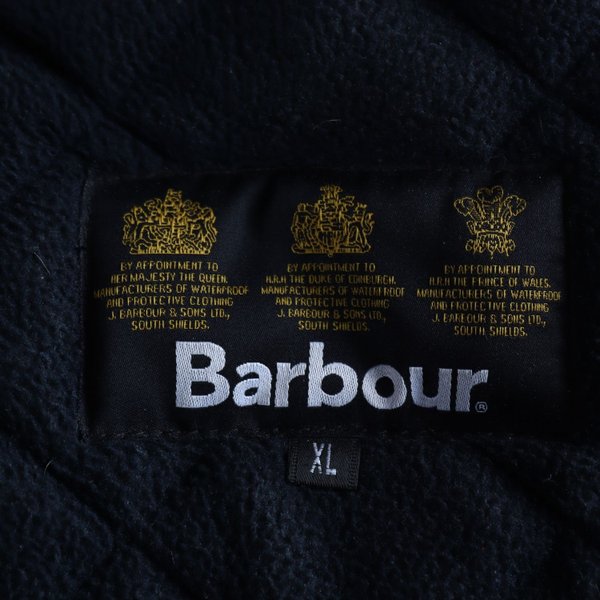 BY APPOINTMENT TO
HER MAJESTY THE QUEEN.
MANUFACTURERS OF WATERPROOF
AND PROTECTIVE CLOTHING
J. BARBOUR & SONS LTD.,
SOUTH SHIELDS.
BY APPOINTMENT TO
H.R.H. THE DUKE OF EDINBURGH.
MANUFACTURERS OF WATERPROOF
AND PROTECTIVE CLOTHING
J. BARBOUR & SONS LTD.,
SOUTH SHIELDS.
BY APPOINTMENT TO
H.R.H. THE PRINCE OF WALES.
MANUFACTURERS OF WATERPROOF
AND PROTECTIVE CLOTHING
J. BARBOUR & SONS LTD.,
SOUTH SHIELDS.
Barbour®
XL